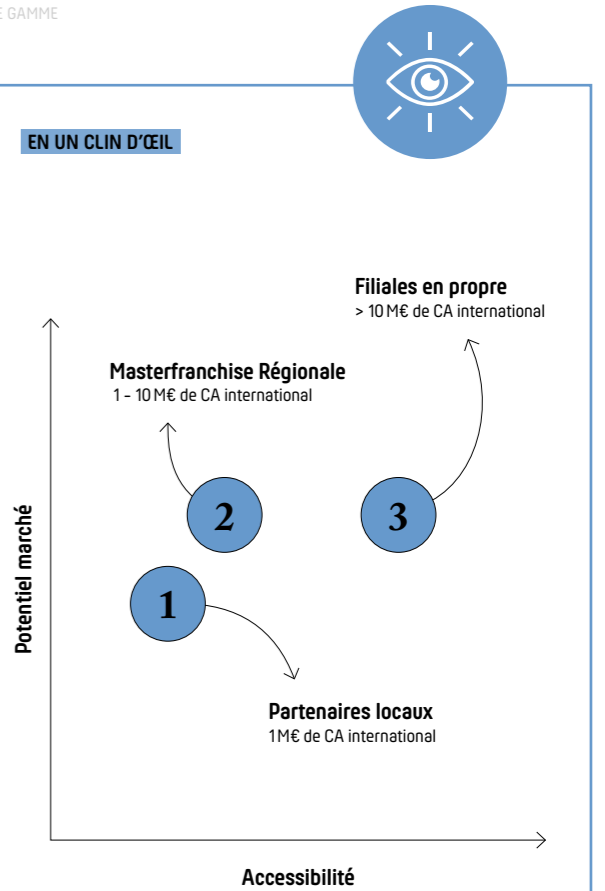 E GAMME
EN UN CLIN D'ŒIL
Filiales en propre
> 10 M€ de CA international
Masterfranchise Régionale
1 - 10 M€ de CA international
2
3
1
Potentiel marché
Partenaires locaux
1 M€ de CA international
Accessibilité